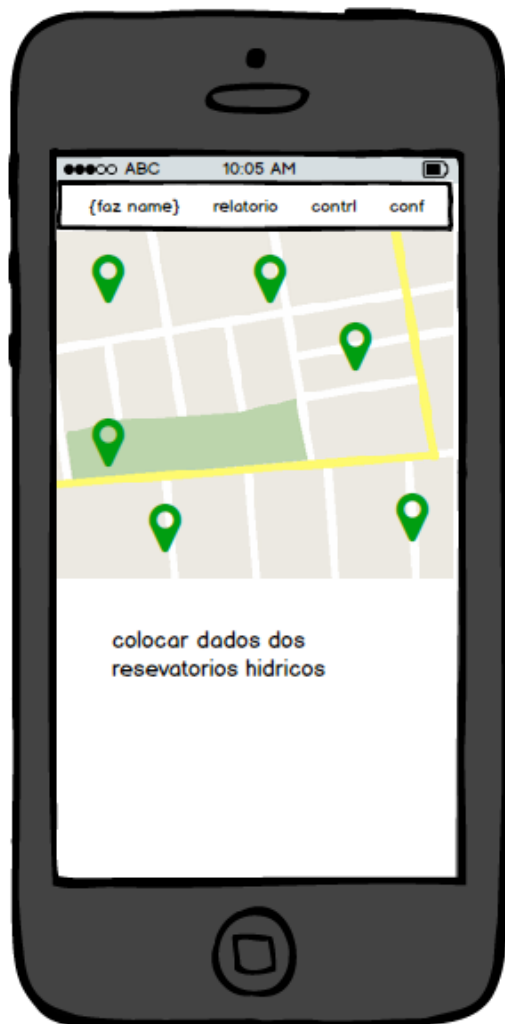 ABC 10:05 AM
{faz name} relatorio contrl conf
colocar dados dos
resevatorios hidricos